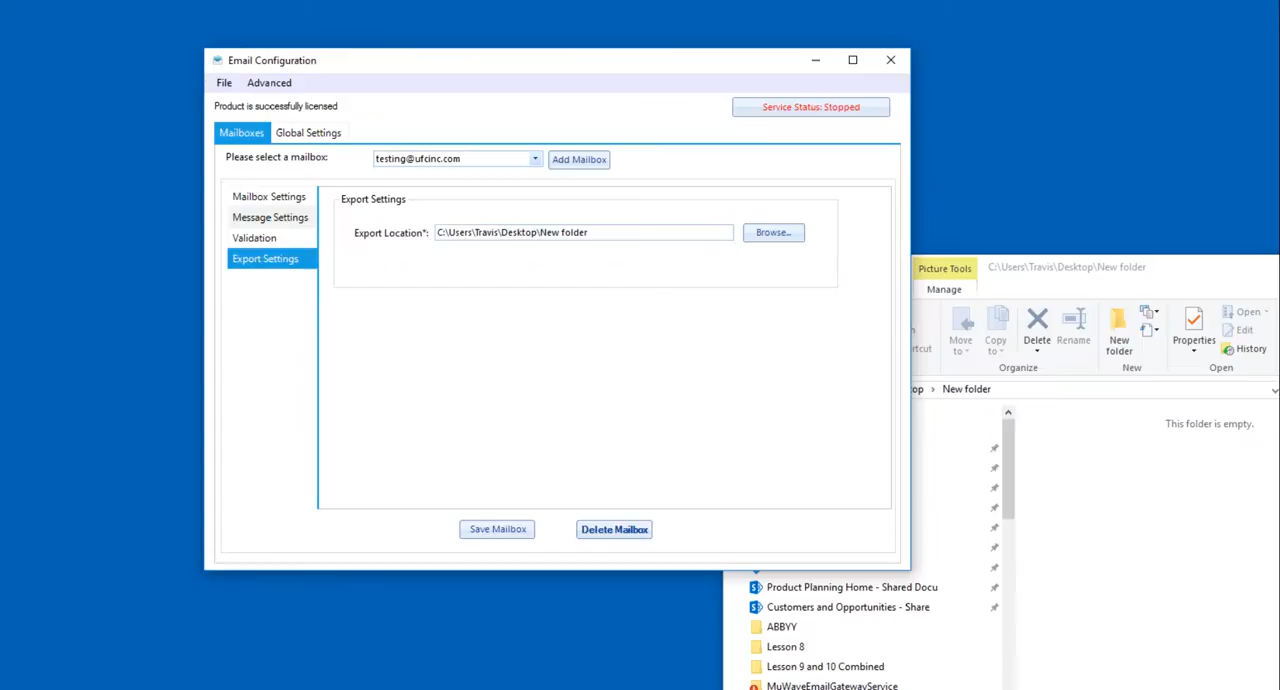 Email Configuration
File Advanced
Product is successfully licensed
Service Status: Stopped
Mailboxes Global Settings
Please select a mailbox: testing@ufcinc.com Add Mailbox
Mailbox Settings
Message Settings
Validation
Export Settings
Export Settings
Export Location*: C:\Users\Travis\Desktop\New folder Browse...
Save Mailbox Delete Mailbox
Picture Tools C:\Users\Travis\Desktop\New folder
Manage
Move to Copy to Delete Rename New folder Properties Open
Edit
History
Organize New Open
op > New folder
This folder is empty.
Product Planning Home - Shared Docu
Customers and Opportunities - Share
ABBYY
Lesson 8
Lesson 9 and 10 Combined
MuWaveEmailGatewayService